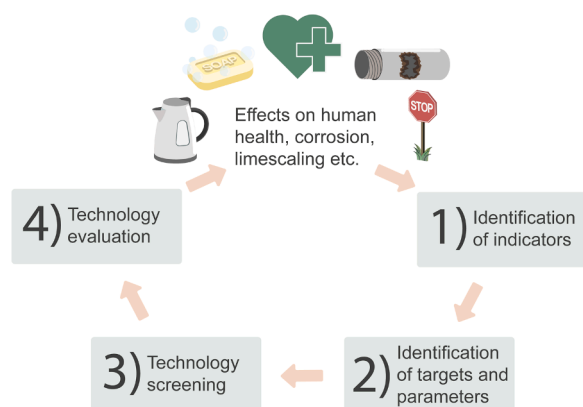 SOAP
STOP
Effects on human
health, corrosion,
limescaling etc.
1) Identification
of indicators
2) Identification
of targets and
parameters
3) Technology
screening
4) Technology
evaluation